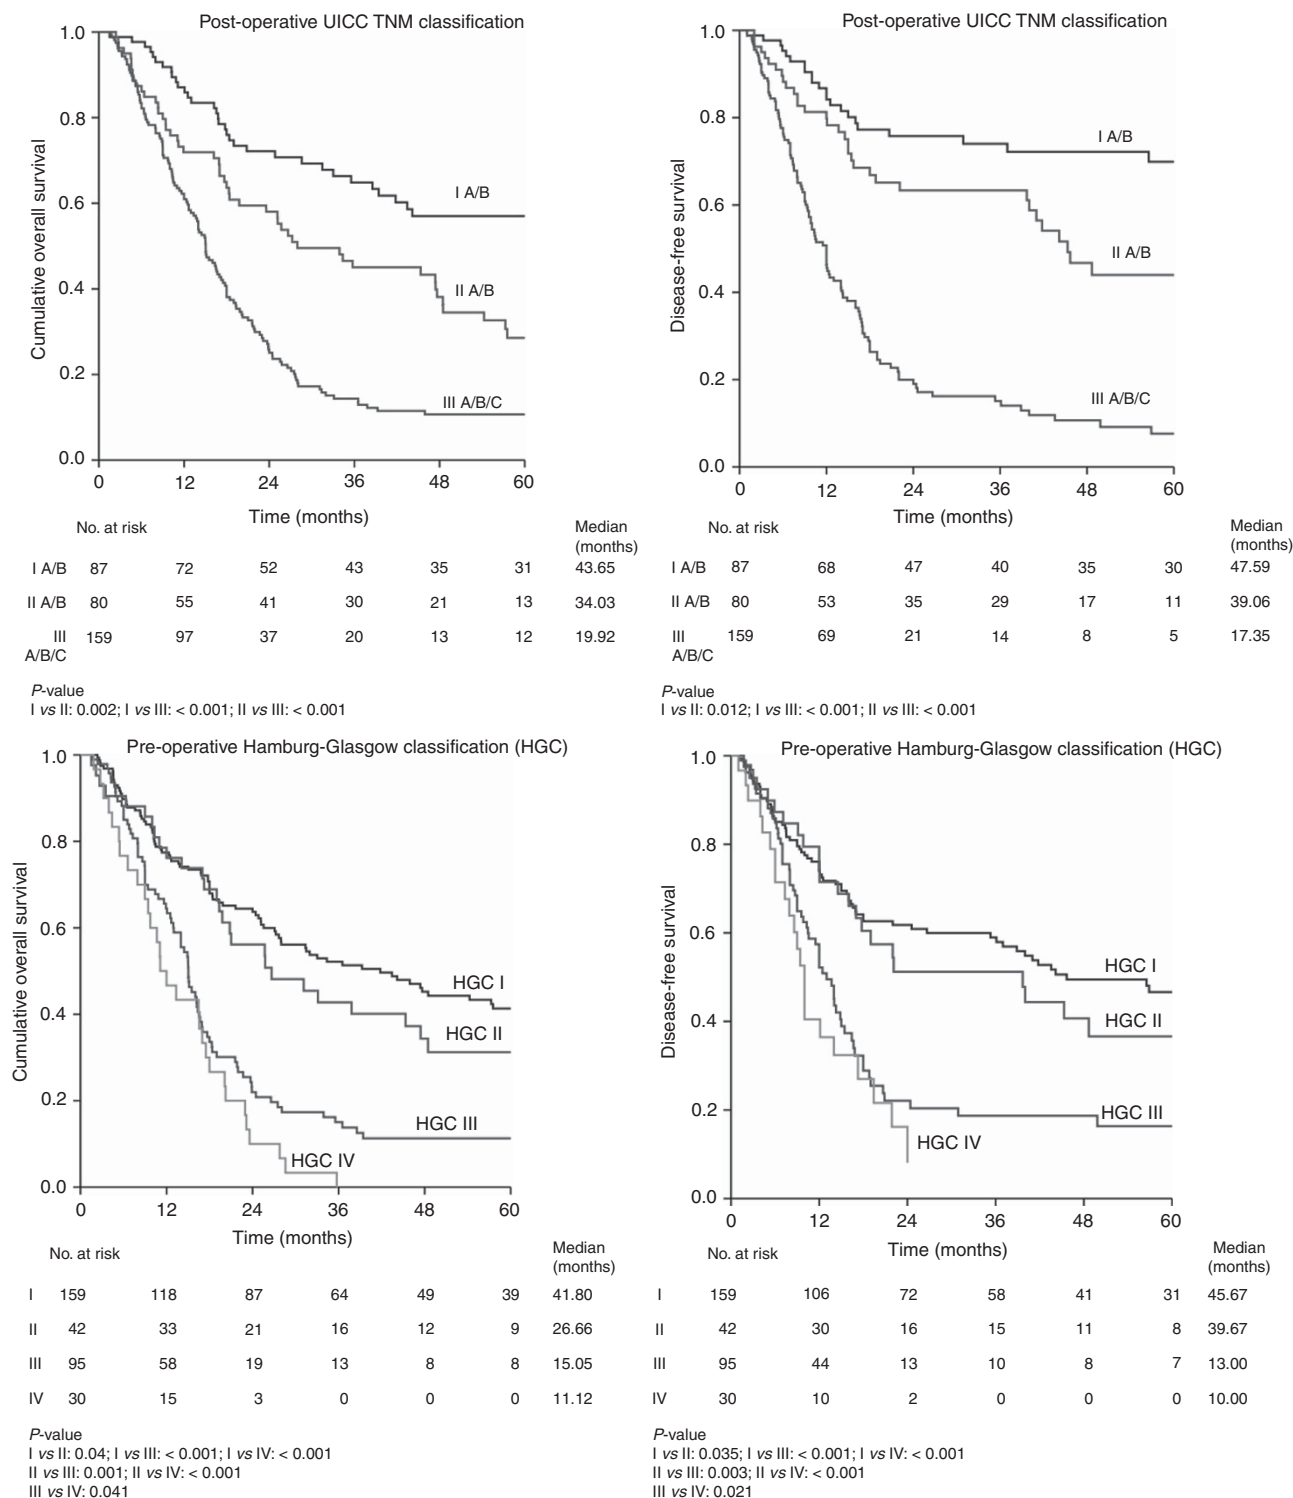 Post-operative UICC TNM classification
Cumulative overall survival
1.0
0.8
0.6
0.4
0.2
0.0
I A/B
II A/B
III A/B/C
0 12 24 36 48 60
Time (months)
No. at risk
Median
(months)
I A/B 87 72 52 43 35 31 43.65
II A/B 80 55 41 30 21 13 34.03
III 159 97 37 20 13 12 19.92
A/B/C
P-value
I vs II: 0.002; I vs III: < 0.001; II vs III: < 0.001
Post-operative UICC TNM classification
Disease-free survival
1.0
0.8
0.6
0.4
0.2
0.0
I A/B
II A/B
III A/B/C
0 12 24 36 48 60
Time (months)
No. at risk
Median
(months)
I A/B 87 68 47 40 35 30 47.59
II A/B 80 53 35 29 17 11 39.06
III 159 69 21 14 8 5 17.35
A/B/C
P-value
I vs II: 0.012; I vs III: < 0.001; II vs III: < 0.001
Pre-operative Hamburg-Glasgow classification (HGC)
Cumulative overall survival
1.0
0.8
0.6
0.4
0.2
0.0
HGC I
HGC II
HGC III
HGC IV
0 12 24 36 48 60
Time (months)
No. at risk
Median
(months)
I 159 118 87 64 49 39 41.80
II 42 33 21 16 12 9 26.66
III 95 58 19 13 8 8 15.05
IV 30 15 3 0 0 0 11.12
P-value
I vs II: 0.04; I vs III: < 0.001; I vs IV: < 0.001
II vs III: 0.001; II vs IV: < 0.001
III vs IV: 0.041
Pre-operative Hamburg-Glasgow classification (HGC)
Disease-free survival
1.0
0.8
0.6
0.4
0.2
0.0
HGC I
HGC II
HGC III
HGC IV
0 12 24 36 48 60
Time (months)
No. at risk
Median
(months)
I 159 106 72 58 41 31 45.67
II 42 30 16 15 11 8 39.67
III 95 44 13 10 8 7 13.00
IV 30 10 2 0 0 0 10.00
P-value
I vs II: 0.035; I vs III: < 0.001; I vs IV: < 0.001
II vs III: 0.003; II vs IV: < 0.001
III vs IV: 0.021